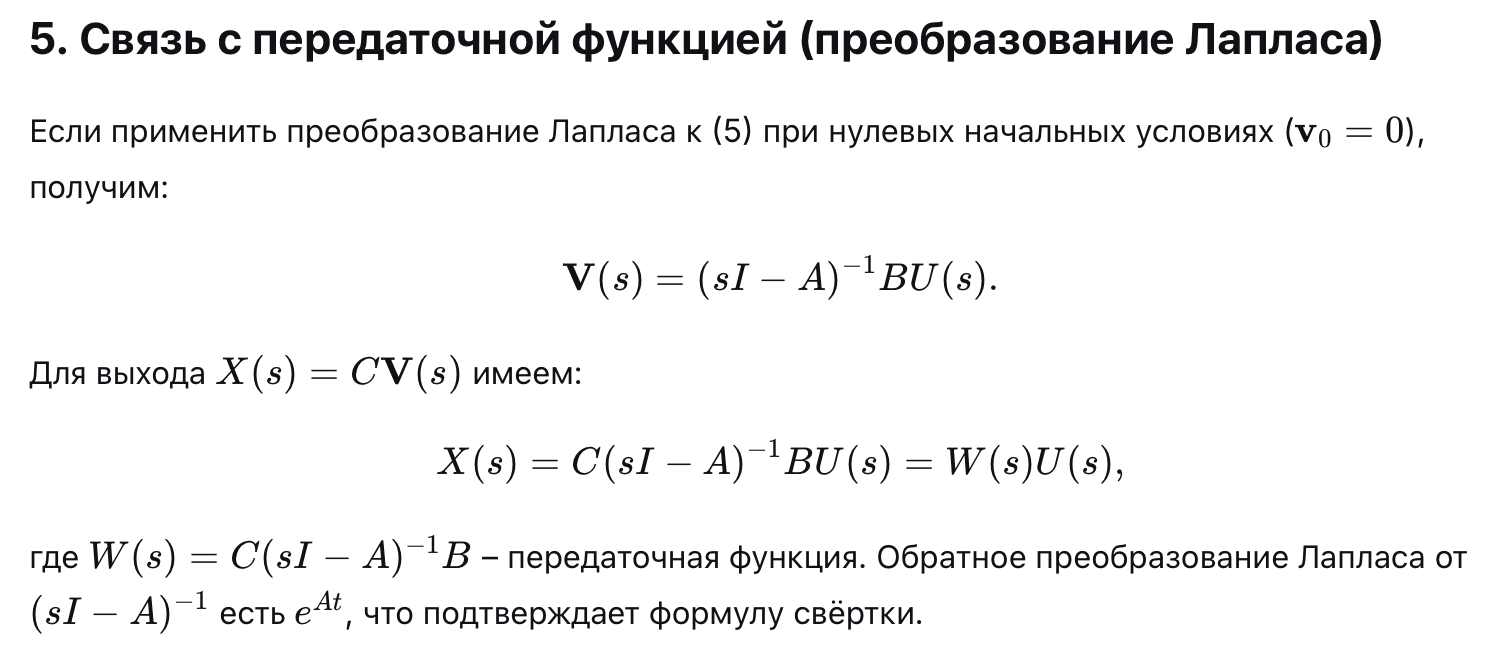 5. Связь с передаточной функцией (преобразование Лапласа)
Если применить преобразование Лапласа к (5) при нулевых начальных условиях (v₀ = 0),
получим:
V(s) = (sI − A)⁻¹BU(s).
Для выхода X(s) = CV(s) имеем:
X(s) = C(sI − A)⁻¹BU(s) = W(s)U(s),
где W(s) = C(sI − A)⁻¹B – передаточная функция. Обратное преобразование Лапласа от
(sI − A)⁻¹ есть eᴬᵗ, что подтверждает формулу свёртки.